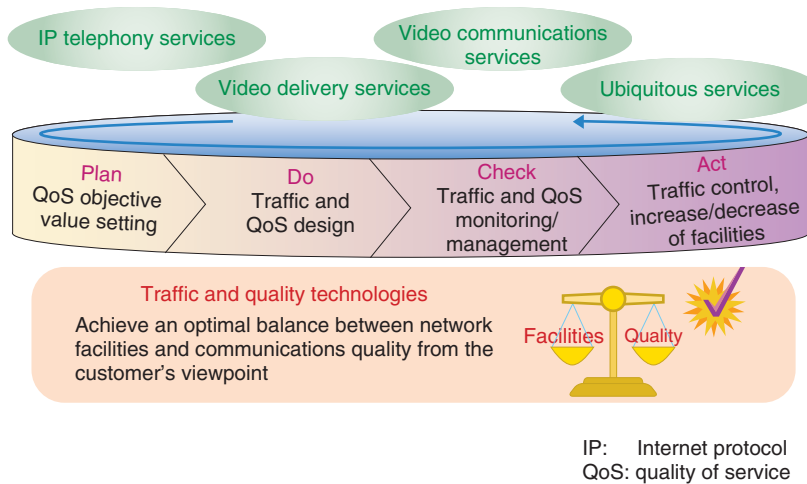 IP telephony services
Video communications
services
Video delivery services
Ubiquitous services
Plan
QoS objective
value setting
Do
Traffic and
QoS design
Check
Traffic and QoS
monitoring/
management
Act
Traffic control,
increase/decrease
of facilities
Traffic and quality technologies
Achieve an optimal balance between network
facilities and communications quality from the
customer's viewpoint
Facilities
Quality
IP: Internet protocol
QoS: quality of service